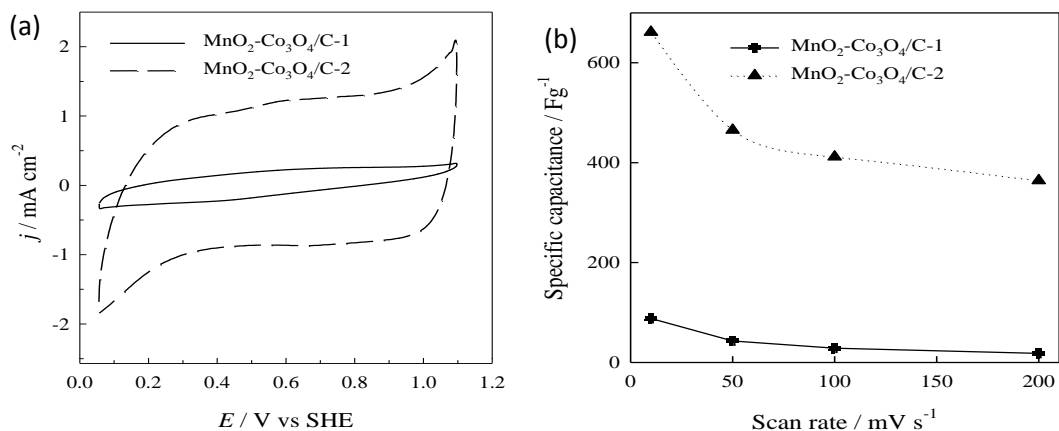 (a)
MnO₂-Co₃O₄/C-1
MnO₂-Co₃O₄/C-2
j / mA cm⁻²
2
1
0
-1
-2
0.0 0.2 0.4 0.6 0.8 1.0 1.2
E / V vs SHE
(b)
MnO₂-Co₃O₄/C-1
MnO₂-Co₃O₄/C-2
Specific capacitance / Fg⁻¹
600
400
200
0
0 50 100 150 200
Scan rate / mV s⁻¹